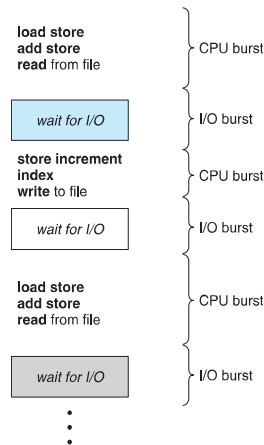 load store
add store
read from file
CPU burst
wait for I/O
I/O burst
store increment
index
write to file
CPU burst
wait for I/O
I/O burst
load store
add store
read from file
CPU burst
wait for I/O
I/O burst